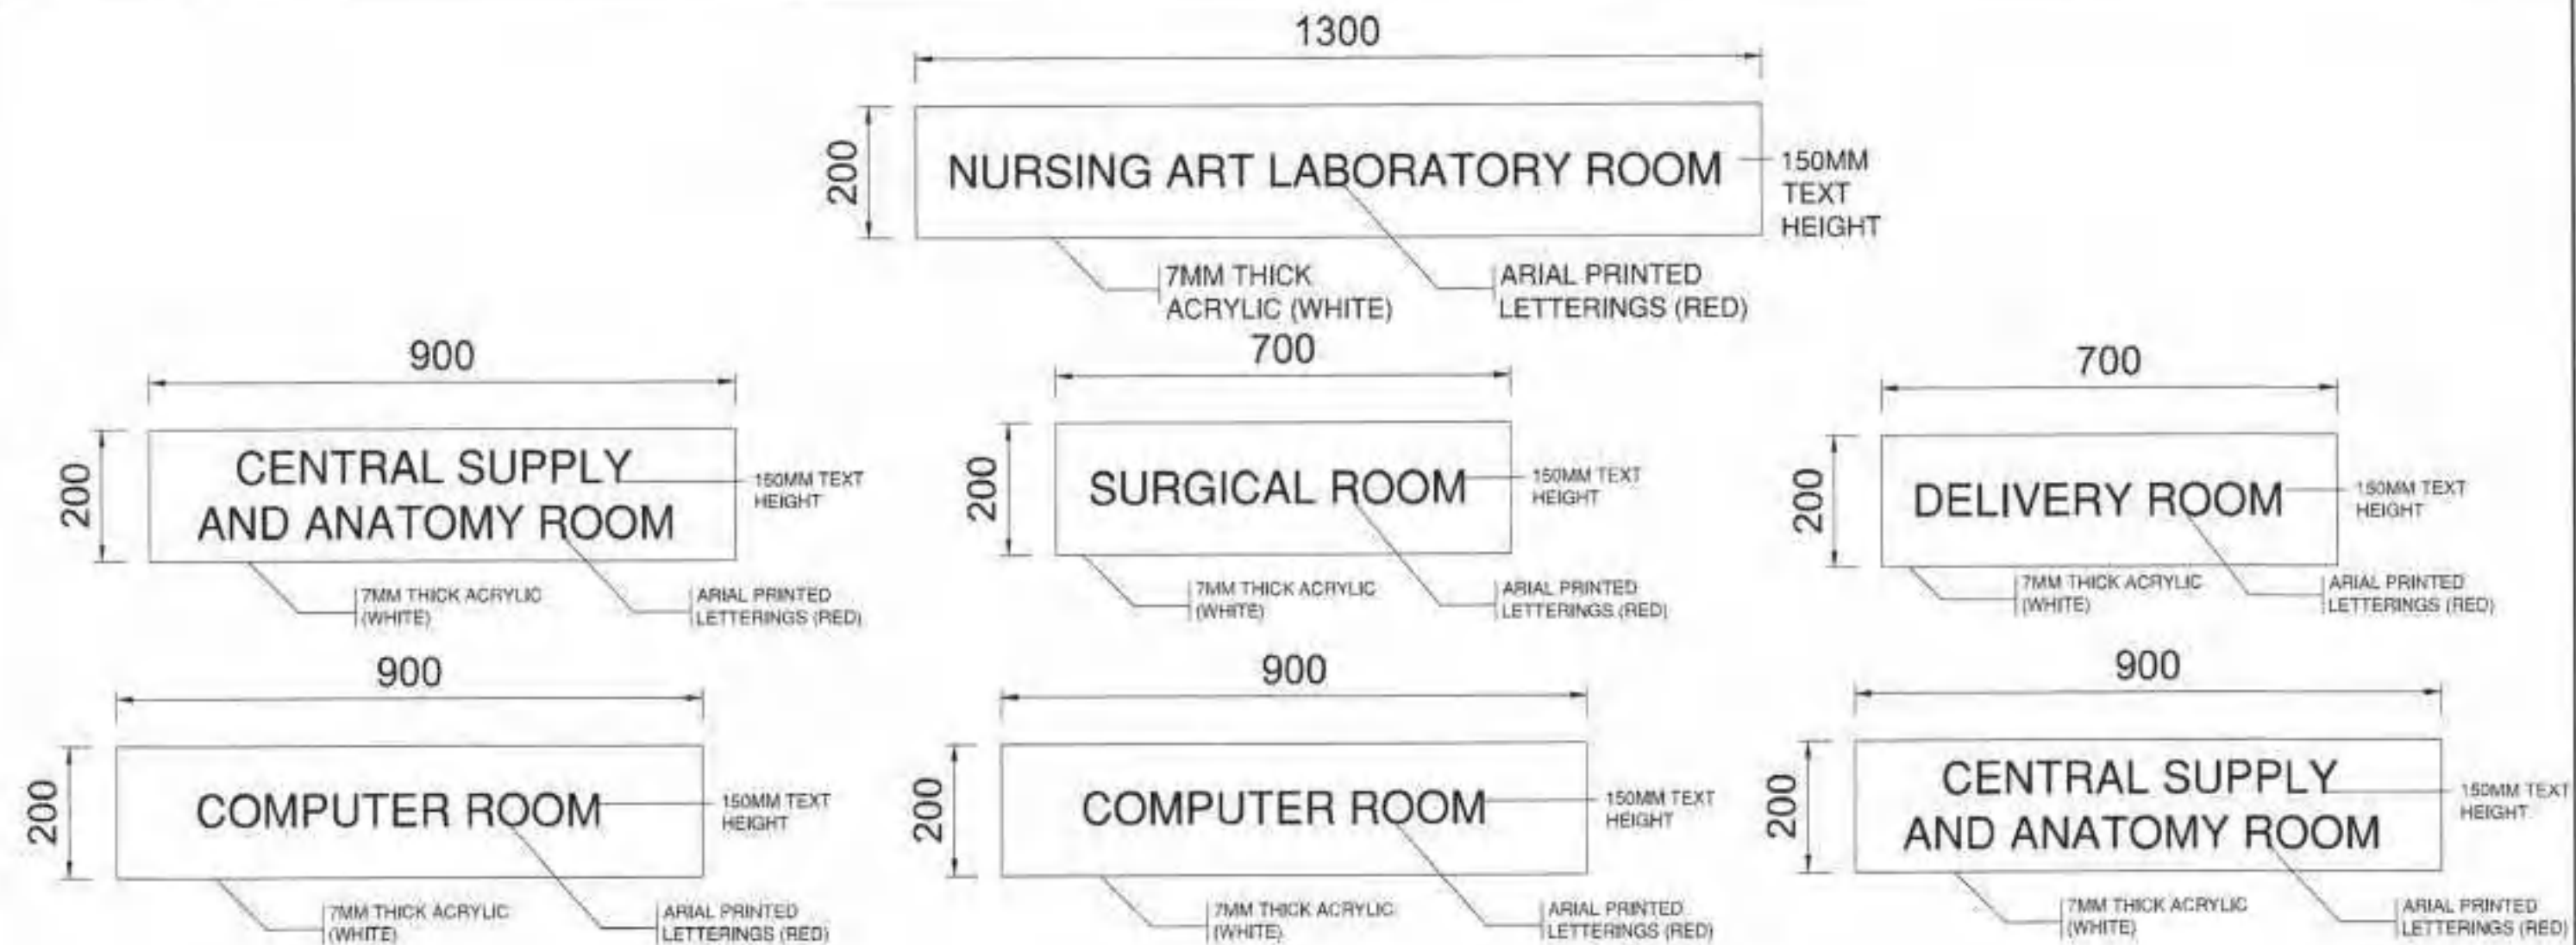 1300
200
NURSING ART LABORATORY ROOM
150MM
TEXT
HEIGHT
7MM THICK
ACRYLIC (WHITE)
ARIAL PRINTED
LETTERINGS (RED)
900
200
CENTRAL SUPPLY
AND ANATOMY ROOM
150MM TEXT
HEIGHT
7MM THICK ACRYLIC
(WHITE)
ARIAL PRINTED
LETTERINGS (RED)
700
200
SURGICAL ROOM
150MM TEXT
HEIGHT
7MM THICK ACRYLIC
(WHITE)
ARIAL PRINTED
LETTERINGS (RED)
700
200
DELIVERY ROOM
150MM TEXT
HEIGHT
7MM THICK ACRYLIC
(WHITE)
ARIAL PRINTED
LETTERINGS (RED)
900
200
COMPUTER ROOM
150MM TEXT
HEIGHT
7MM THICK ACRYLIC
(WHITE)
ARIAL PRINTED
LETTERINGS (RED)
900
200
COMPUTER ROOM
150MM TEXT
HEIGHT
7MM THICK ACRYLIC
(WHITE)
ARIAL PRINTED
LETTERINGS (RED)
900
200
CENTRAL SUPPLY
AND ANATOMY ROOM
150MM TEXT
HEIGHT
7MM THICK ACRYLIC
(WHITE)
ARIAL PRINTED
LETTERINGS (RED)